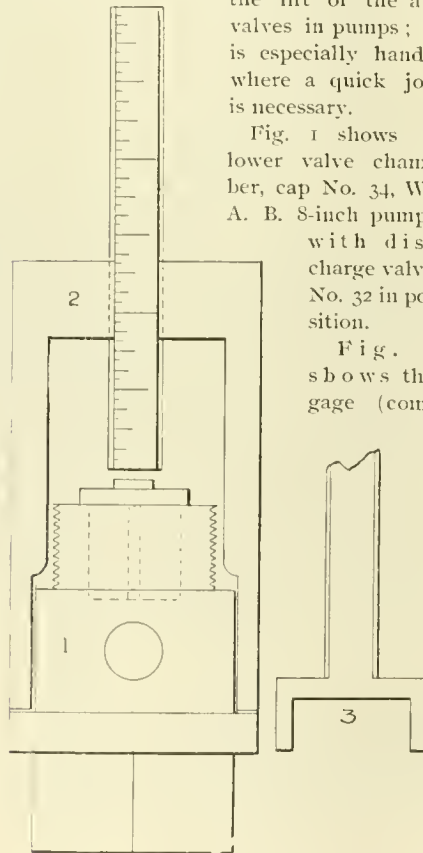 the lift of the a
valves in pumps;
is especially hand
where a quick jo
is necessary.
Fig. 1 shows
lower valve cham
ber, cap No. 34, W
A. B. 8-inch pump
with dis
charge valv
No. 32 in po
sition.
Fig.
shows th
gage (com
2
1
3